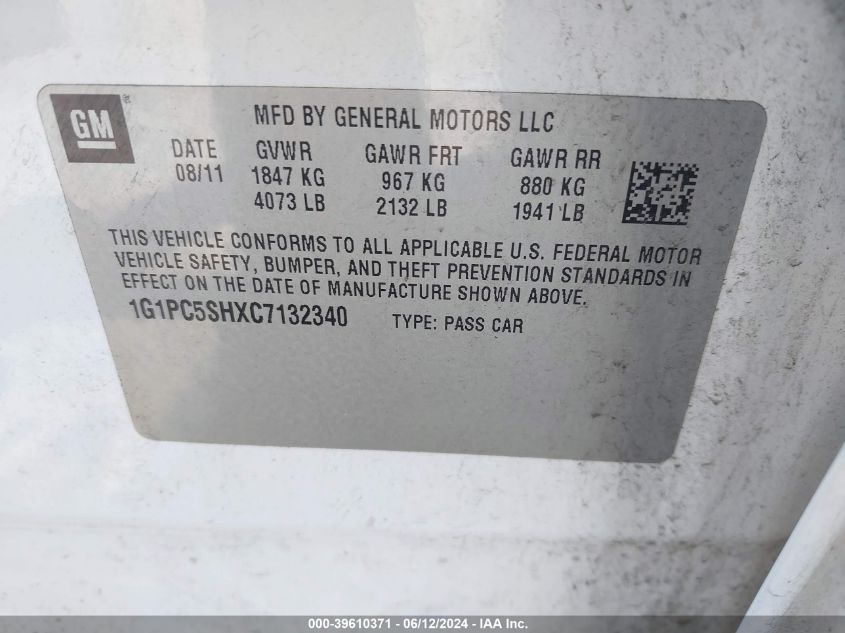 GM
MFD BY GENERAL MOTORS LLC
DATE GVWR GAWR FRT GAWR RR
08/11 1847 KG 967 KG 880 KG
4073 LB 2132 LB 1941 LB
THIS VEHICLE CONFORMS TO ALL APPLICABLE U.S. FEDERAL MOTOR
VEHICLE SAFETY, BUMPER, AND THEFT PREVENTION STANDARDS IN
EFFECT ON THE DATE OF MANUFACTURE SHOWN ABOVE.
1G1PC5SHXC7132340 TYPE: PASS CAR
000-39610371 - 06/12/2024 - IAA Inc.